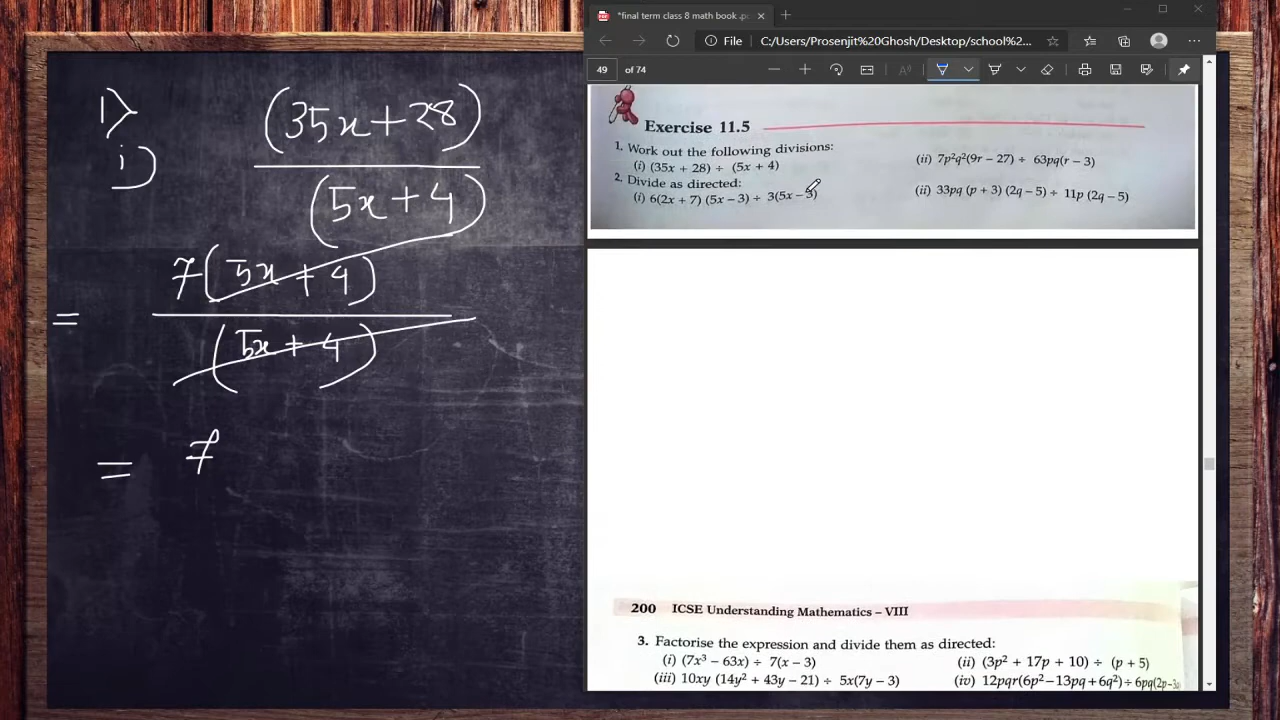 1)
i)
(35x+28)
(5x+4)
= 7(5x+4)
(5x+4)
= 7
*final term class 8 math book .pc
File C:/Users/Prosenjit%20Ghosh/Desktop/school%2...
49 of 74
Exercise 11.5
1. Work out the following divisions:
(i) (35x + 28) ÷ (5x + 4) (ii) 7p²q²(9r − 27) ÷ 63pq(r − 3)
2. Divide as directed:
(i) 6(2x + 7) (5x − 3) ÷ 3(5x − 3) (ii) 33pq (p + 3) (2q − 5) ÷ 11p (2q − 5)
200 ICSE Understanding Mathematics – VIII
3. Factorise the expression and divide them as directed:
(i) (7x³ − 63x) ÷ 7(x − 3) (ii) (3p² + 17p + 10) ÷ (p + 5)
(iii) 10xy (14y² + 43y − 21) ÷ 5x(7y − 3) (iv) 12pqr(6p² − 13pq + 6q²) ÷ 6pq(2p − 3